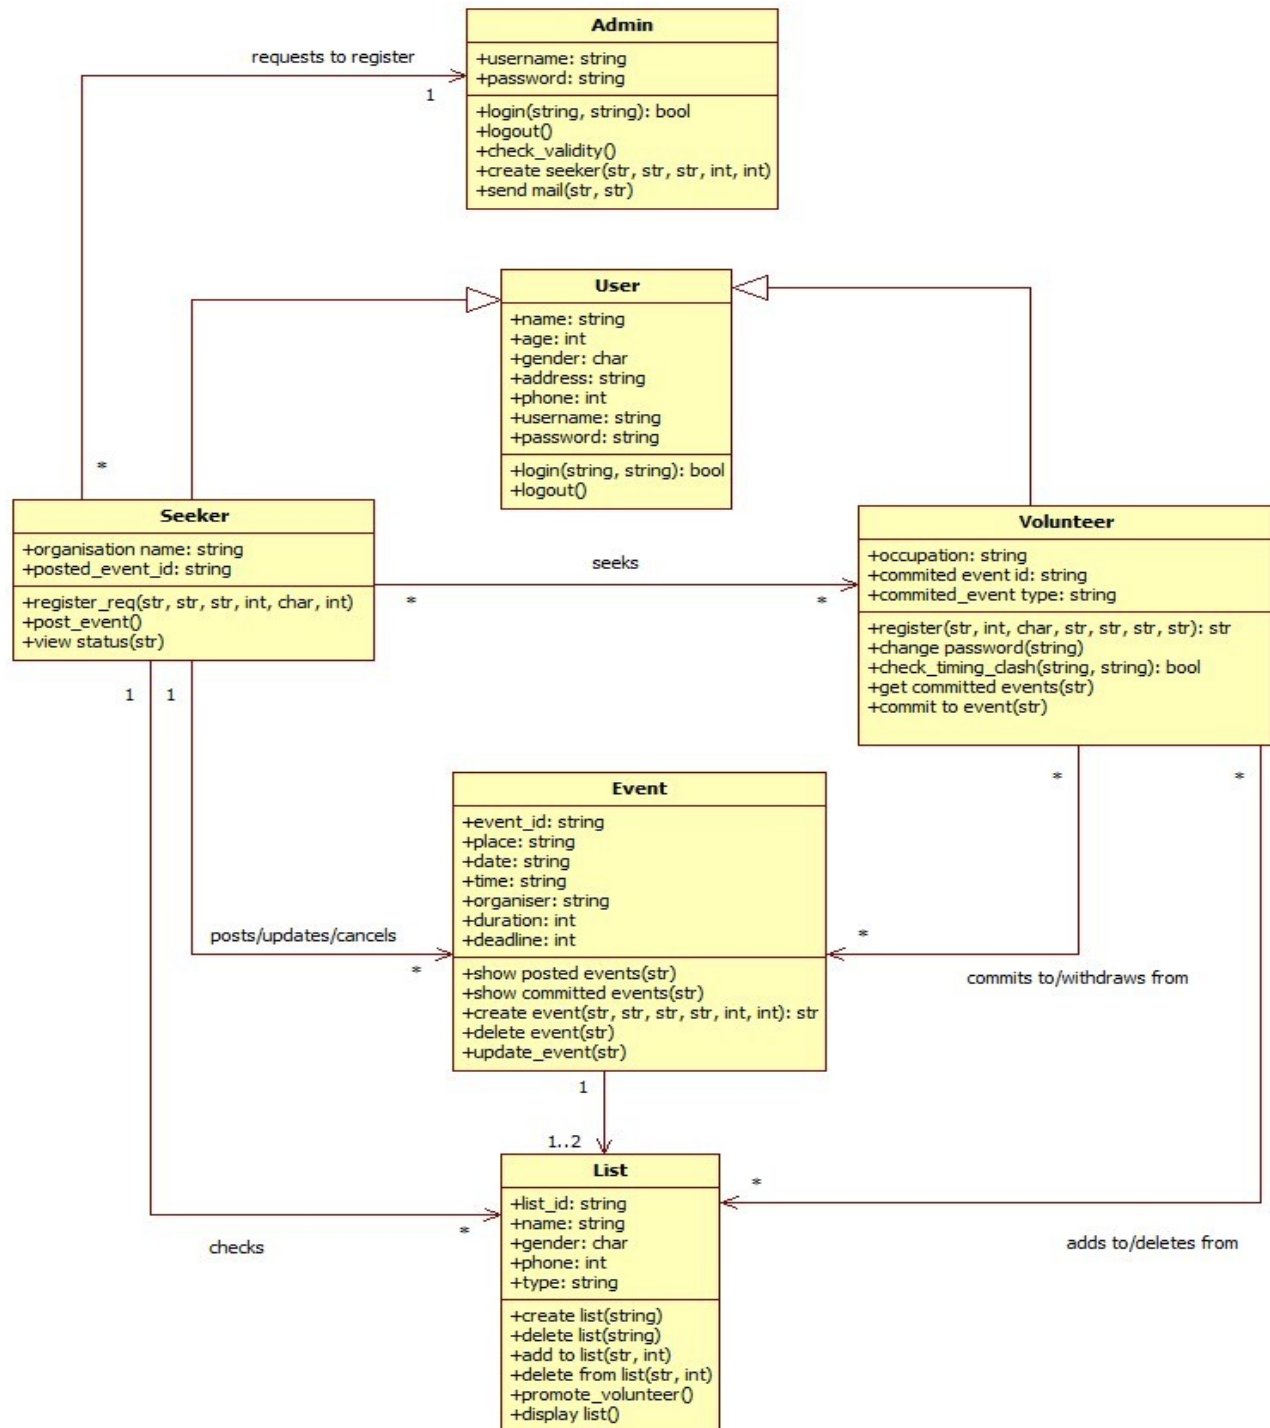 Admin
+username: string
+password: string
+login(string, string): bool
+logout()
+check_validity()
+create seeker(str, str, str, int, int)
+send mail(str, str)
requests to register
1
*
User
+name: string
+age: int
+gender: char
+address: string
+phone: int
+username: string
+password: string
+login(string, string): bool
+logout()
Seeker
+organisation name: string
+posted_event_id: string
+register_req(str, str, str, int, char, int)
+post_event()
+view status(str)
seeks
*
*
Volunteer
+occupation: string
+commited event id: string
+commited_event type: string
+register(str, int, char, str, str, str, str): str
+change password(string)
+check_timing_clash(string, string): bool
+get committed events(str)
+commit to event(str)
1
1
*
*
Event
+event_id: string
+place: string
+date: string
+time: string
+organiser: string
+duration: int
+deadline: int
+show posted events(str)
+show committed events(str)
+create event(str, str, str, str, int, int): str
+delete event(str)
+update_event(str)
posts/updates/cancels
*
*
commits to/withdraws from
1
1..2
List
+list_id: string
+name: string
+gender: char
+phone: int
+type: string
+create list(string)
+delete list(string)
+add to list(str, int)
+delete from list(str, int)
+promote_volunteer()
+display list()
*
checks
*
adds to/deletes from